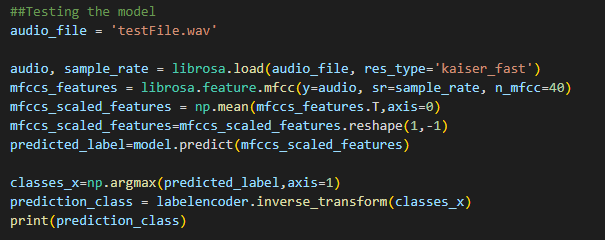 ##Testing the model
audio_file = 'testFile.wav'
audio, sample_rate = librosa.load(audio_file, res_type='kaiser_fast')
mfccs_features = librosa.feature.mfcc(y=audio, sr=sample_rate, n_mfcc=40)
mfccs_scaled_features = np.mean(mfccs_features.T,axis=0)
mfccs_scaled_features=mfccs_scaled_features.reshape(1,-1)
predicted_label=model.predict(mfccs_scaled_features)
classes_x=np.argmax(predicted_label,axis=1)
prediction_class = labelencoder.inverse_transform(classes_x)
print(prediction_class)